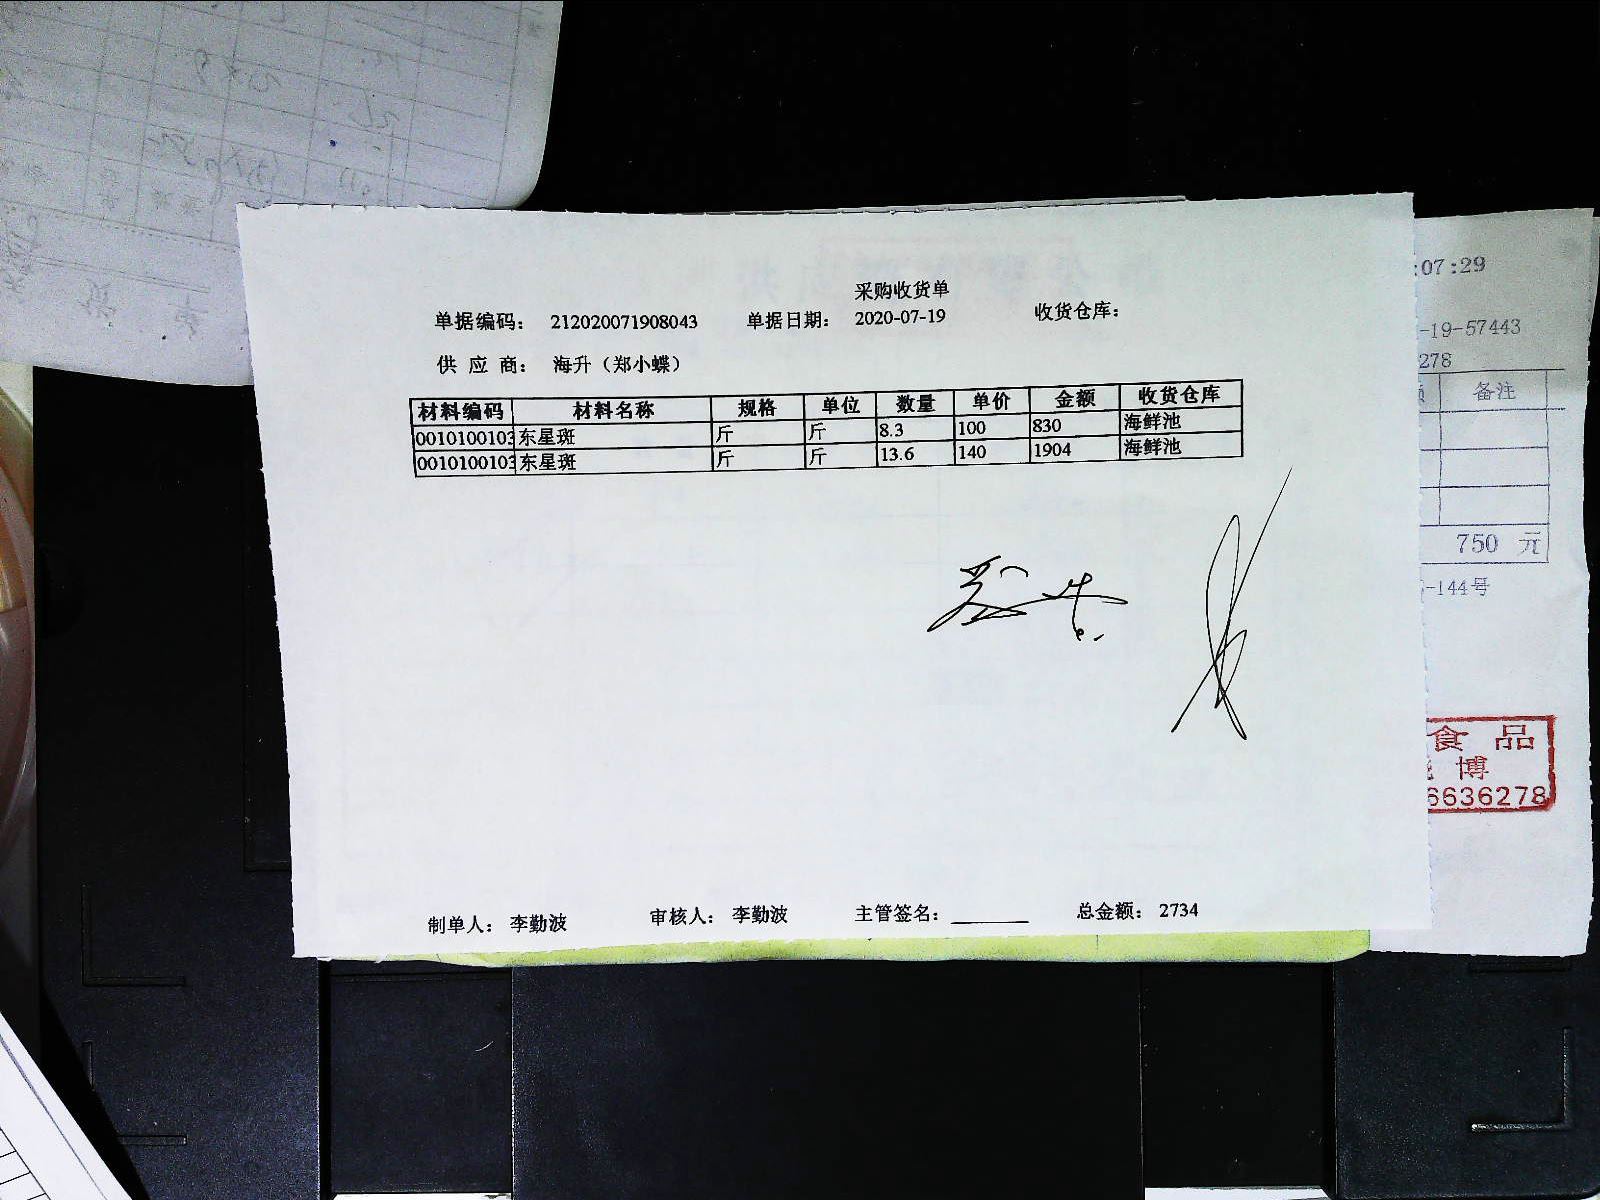 采购收货单
单据编码： 212020071908043 单据日期： 2020-07-19 收货仓库：
供 应 商： 海升（郑小蝶）
材料编码 材料名称 规格 单位 数量 单价 金额 收货仓库
0010100103 东星斑 斤 斤 8.3 100 830 海鲜池
0010100103 东星斑 斤 斤 13.6 140 1904 海鲜池
制单人： 李勤波 审核人： 李勤波 主管签名： 总金额： 2734
:07:29
-19-57443
278
备注
750 元
-144号
食 品
博
6636278